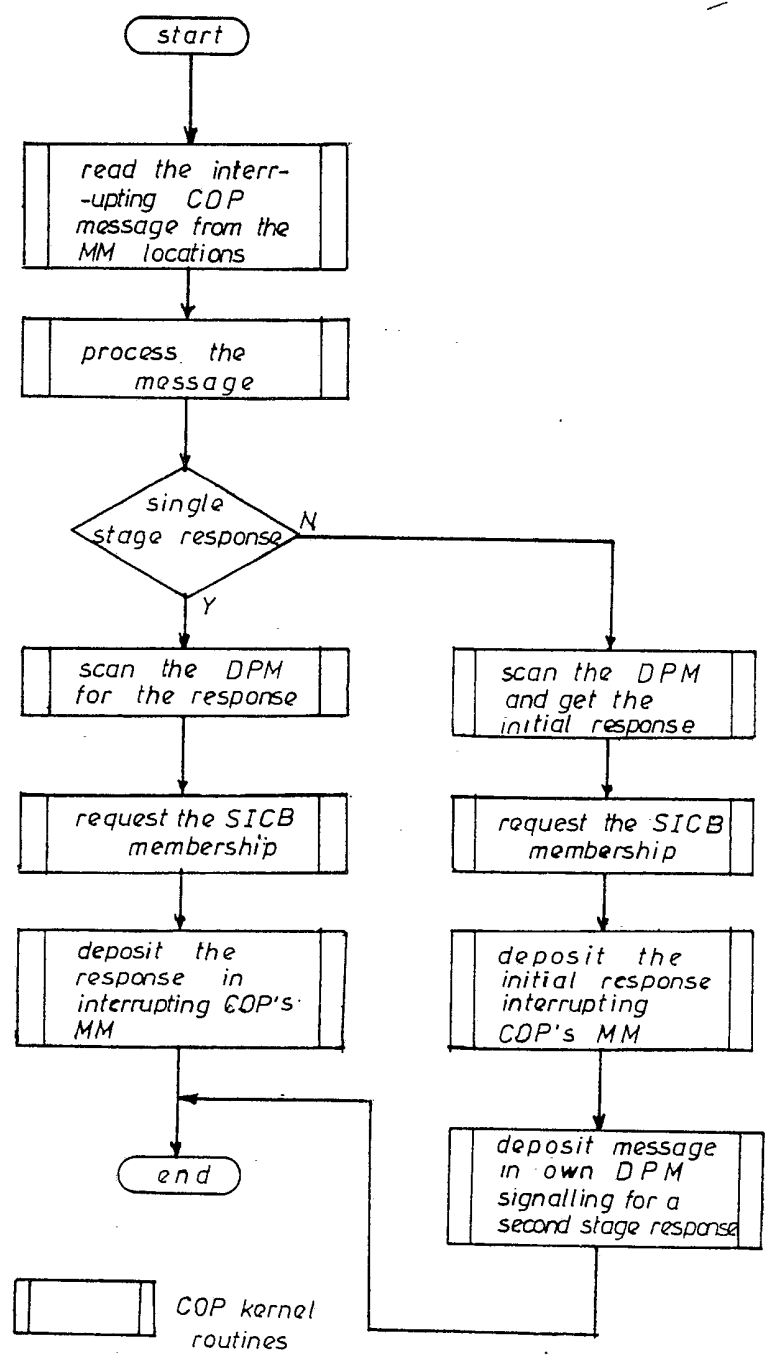 start
read the interr-
-upting COP
message from the
MM locations
process the
message
single
stage response
N
Y
scan the DPM
for the response
request the SICB
membership
deposit the
response in
interrupting COP's
MM
end
scan the DPM
and get the
initial response
request the SICB
membership
deposit the
initial response
interrupting
COP's MM
deposit message
in own DPM
signalling for a
second stage response
COP kernel
routines